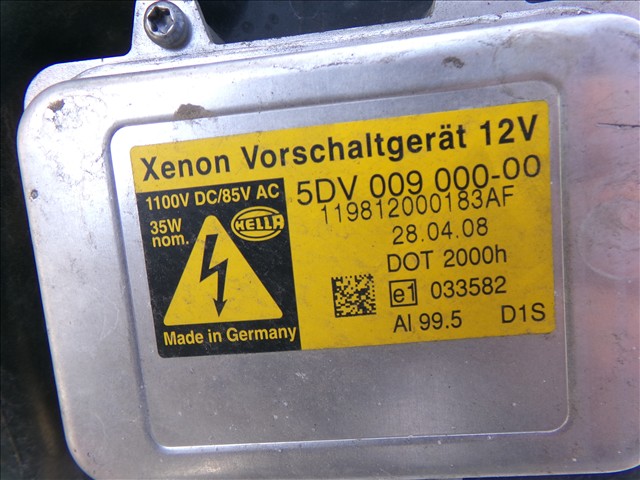 Xenon Vorschaltgerät 12V
1100V DC/85V AC
35W
nom.
HELLA
Made in Germany
5DV 009 000-00
119812000183AF
28.04.08
DOT 2000h
e1 033582
Al 99.5 D1S